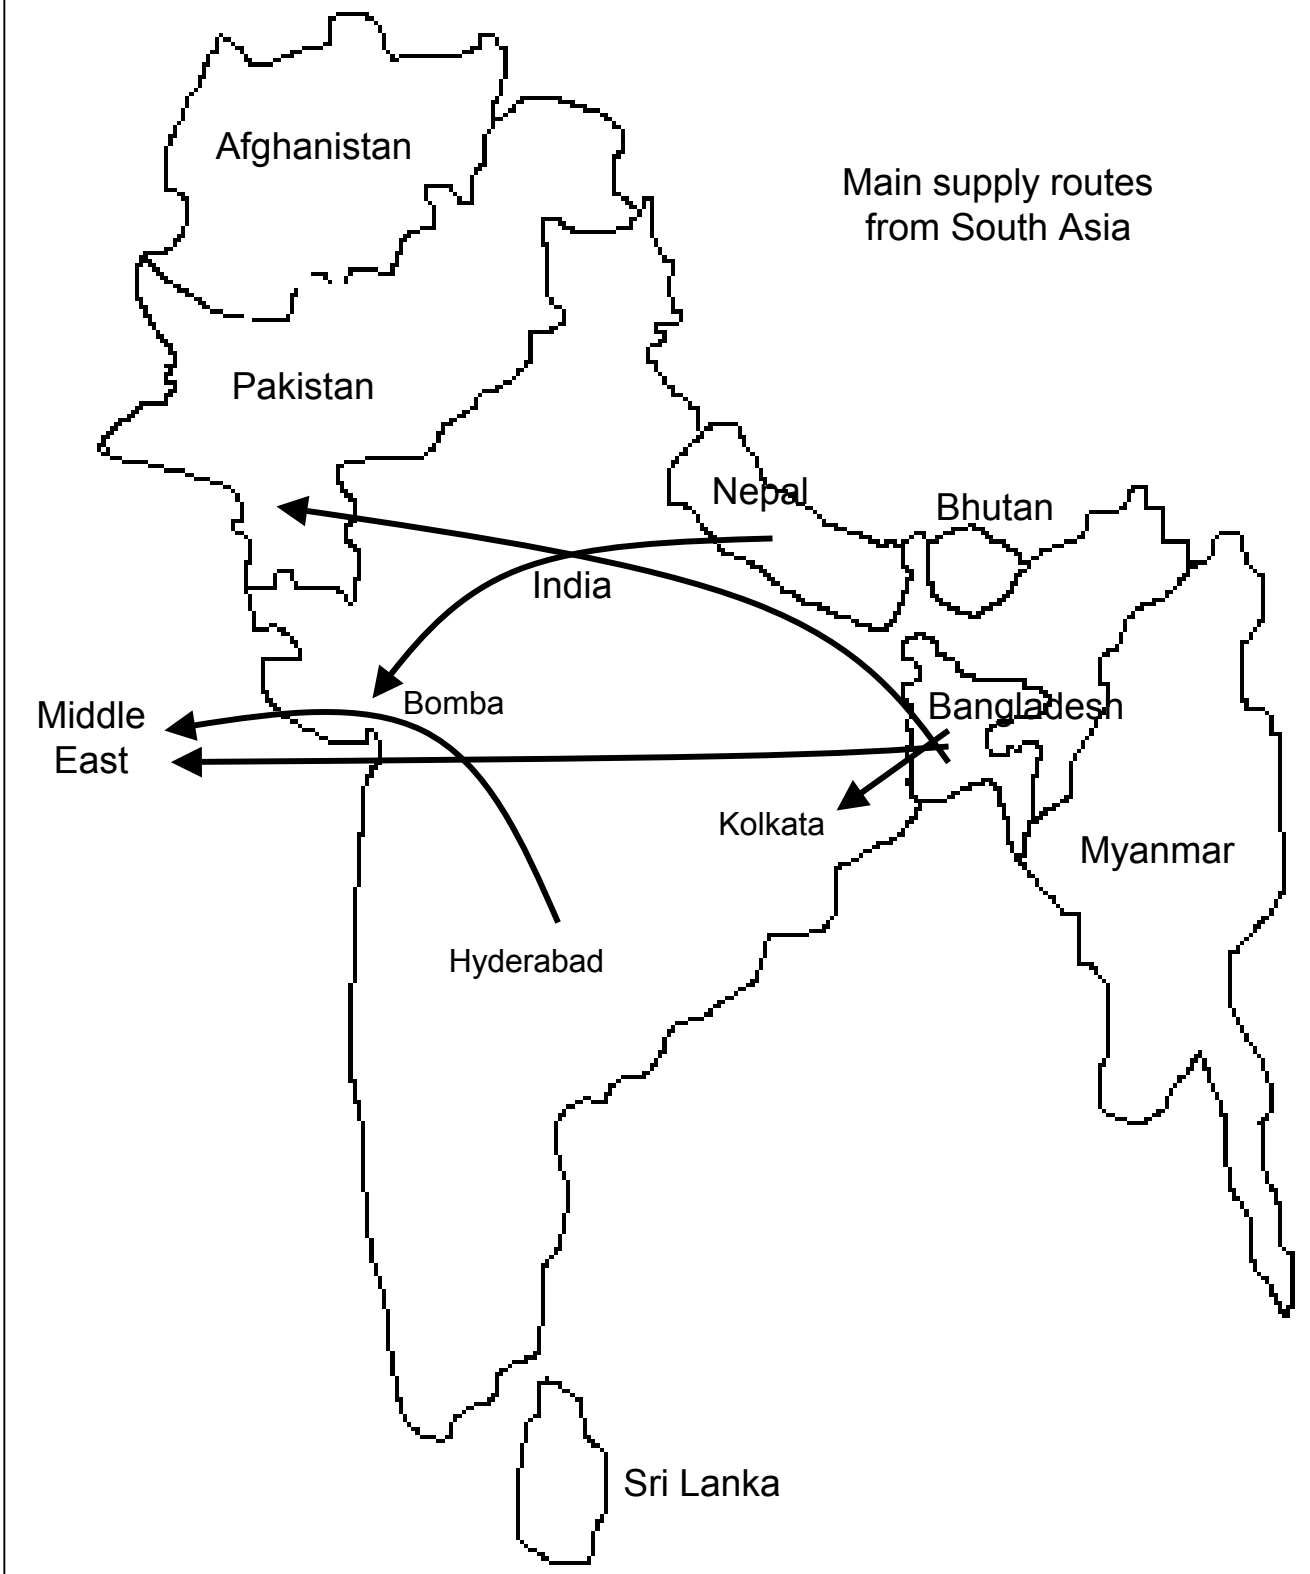 Afghanistan
Main supply routes
from South Asia
Pakistan
Nepal
Bhutan
India
Bomba
Middle
East
Bangladesh
Kolkata
Myanmar
Hyderabad
Sri Lanka